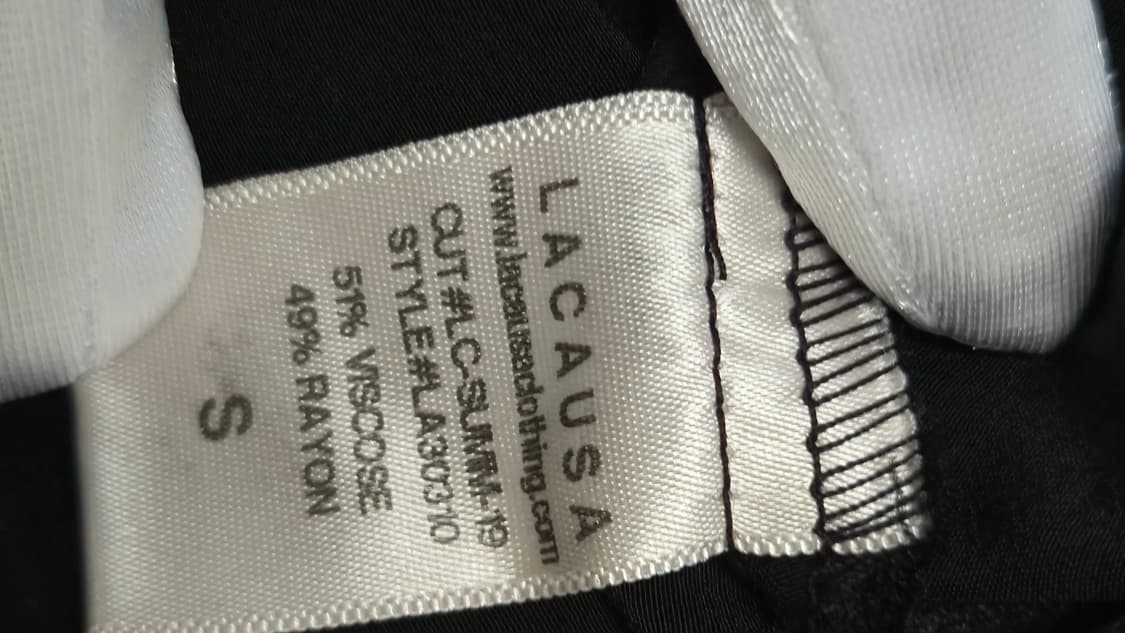 LACAUSA
www.lacausaclothing.com
CUT #LC-SUMM-19
STYLE#LA30310
51% VISCOSE
49% RAYON
S